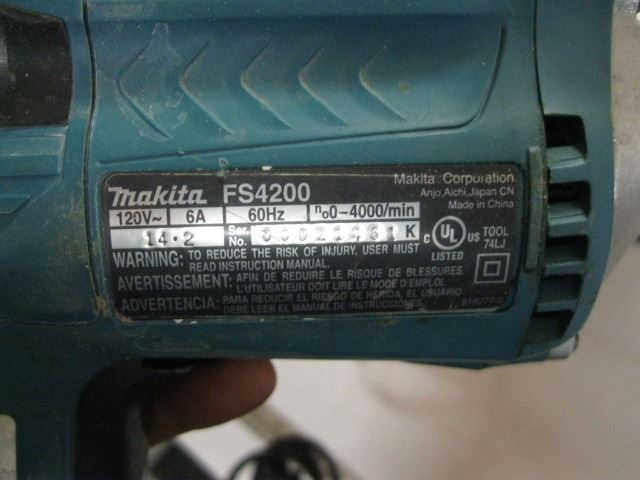 makita FS4200
Makita Corporation
Anjo, Aichi, Japan CN
Made in China
120V~ 6A 60Hz n₀0-4000/min
14・2 Ser. No. K
C UL US
LISTED
TOOL
74LJ
WARNING: TO REDUCE THE RISK OF INJURY, USER MUST
READ INSTRUCTION MANUAL.
AVERTISSEMENT: AFIN DE REDUIRE LE RISQUE DE BLESSURES,
L'UTILISATEUR DOIT LIRE LE MODE D'EMPLOI.
ADVERTENCIA: PARA REDUCIR EL RIESGO DE HERIDA, EL USUARIO
DEBE LEER EL MANUAL DE INSTRUCCIÓNES.